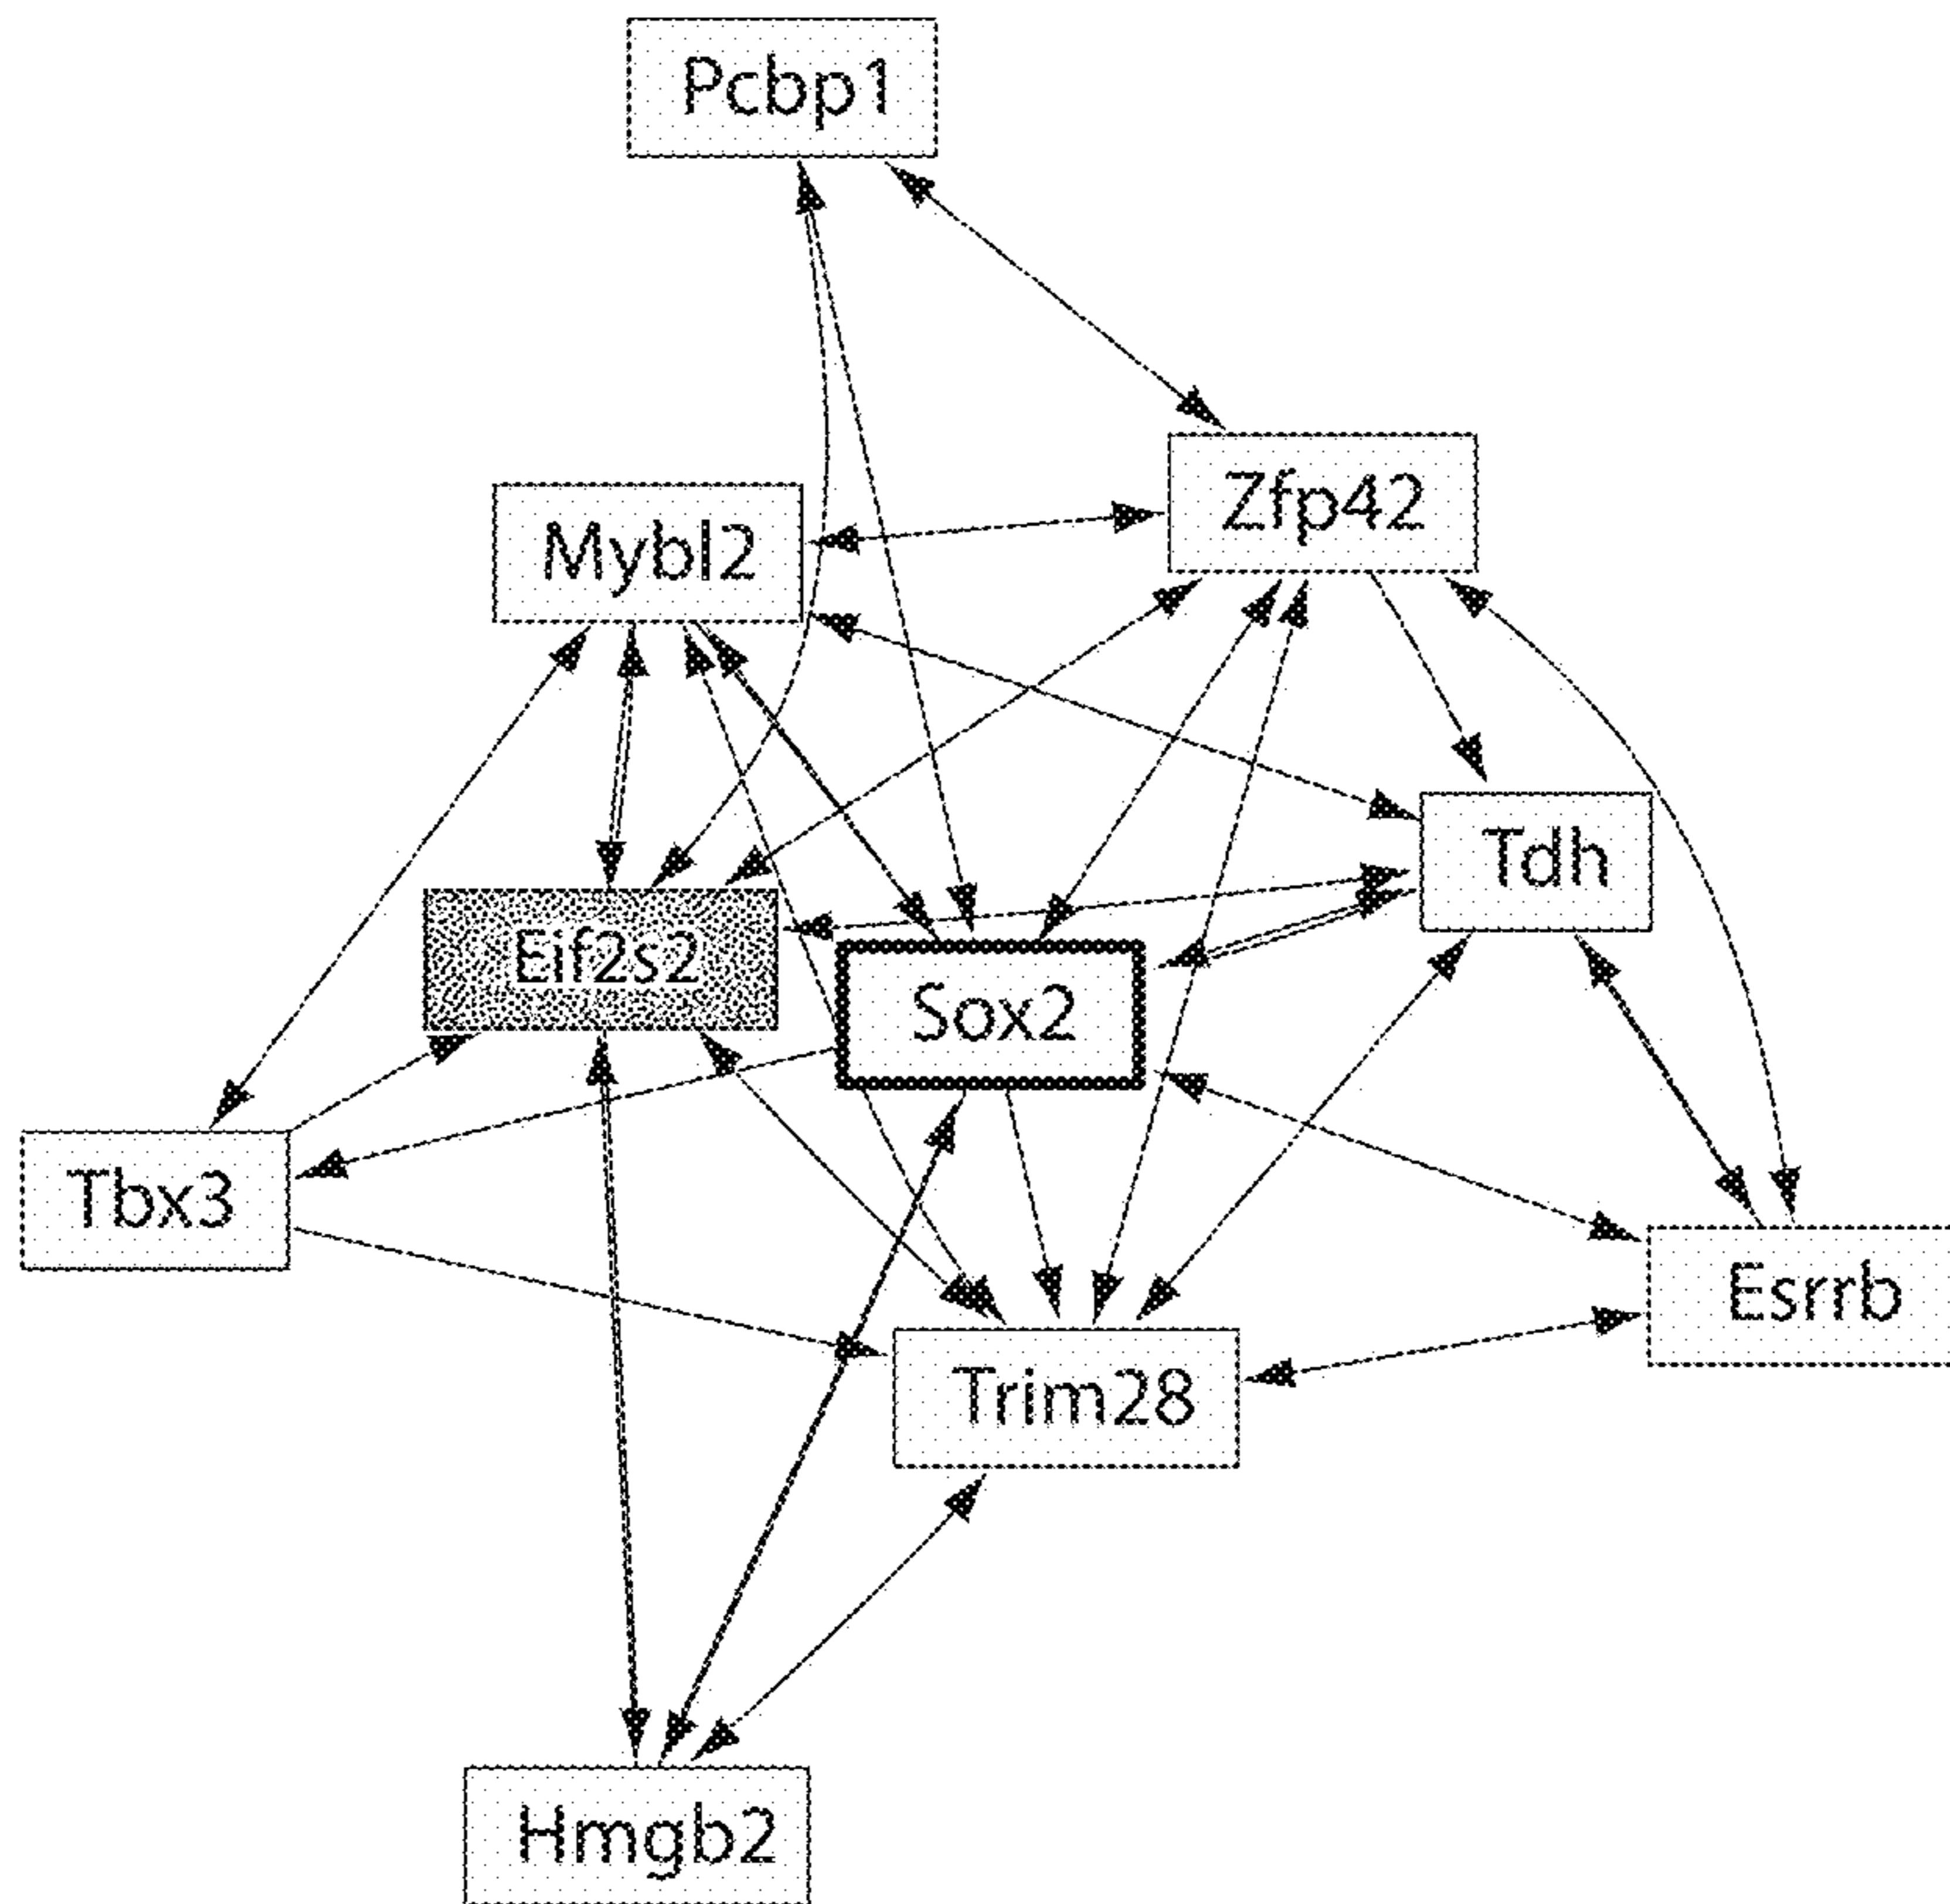 Pcbp1
Zfp42
Mybl2
Tdh
Eif2s2
Sox2
Tbx3
Esrrb
Trim28
Hmgb2